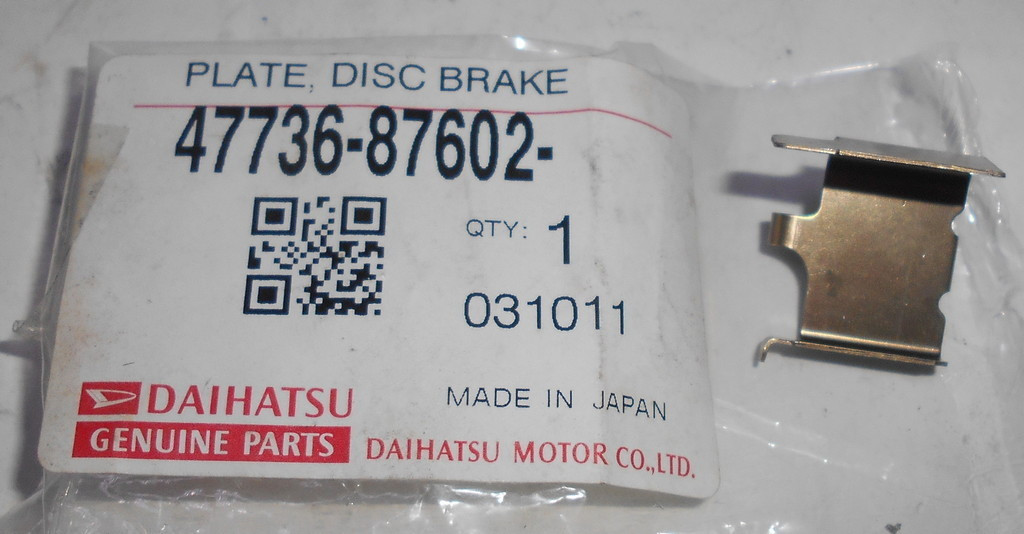 PLATE, DISC BRAKE
47736-87602-
QTY: 1
031011
MADE IN JAPAN
DAIHATSU
GENUINE PARTS
DAIHATSU MOTOR CO.,LTD.